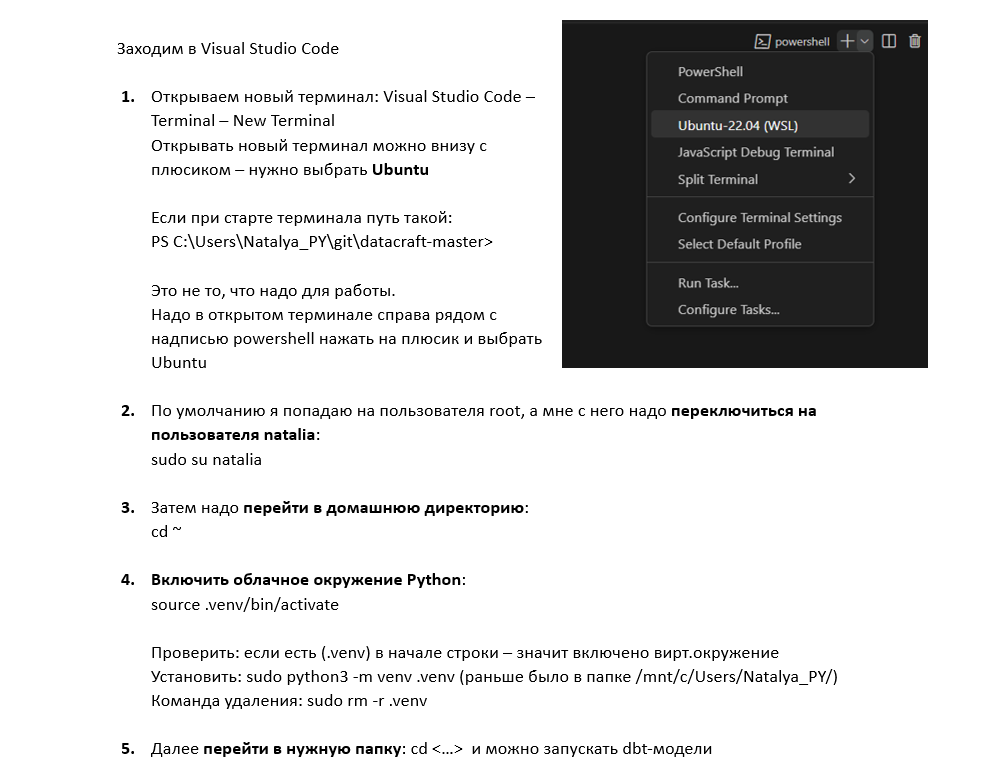 Заходим в Visual Studio Code
1. Открываем новый терминал: Visual Studio Code –
Terminal – New Terminal
Открывать новый терминал можно внизу с
плюсиком – нужно выбрать Ubuntu
Если при старте терминала путь такой:
PS C:\Users\Natalya_PY\git\datacraft-master>
Это не то, что надо для работы.
Надо в открытом терминале справа рядом с
надписью powershell нажать на плюсик и выбрать
Ubuntu
powershell
PowerShell
Command Prompt
Ubuntu-22.04 (WSL)
JavaScript Debug Terminal
Split Terminal
Configure Terminal Settings
Select Default Profile
Run Task...
Configure Tasks...
2. По умолчанию я попадаю на пользователя root, а мне с него надо переключиться на
пользователя natalia:
sudo su natalia
3. Затем надо перейти в домашнюю директорию:
cd ~
4. Включить облачное окружение Python:
source .venv/bin/activate
Проверить: если есть (.venv) в начале строки – значит включено вирт.окружение
Установить: sudo python3 -m venv .venv (раньше было в папке /mnt/c/Users/Natalya_PY/)
Команда удаления: sudo rm -r .venv
5. Далее перейти в нужную папку: cd <...> и можно запускать dbt-модели